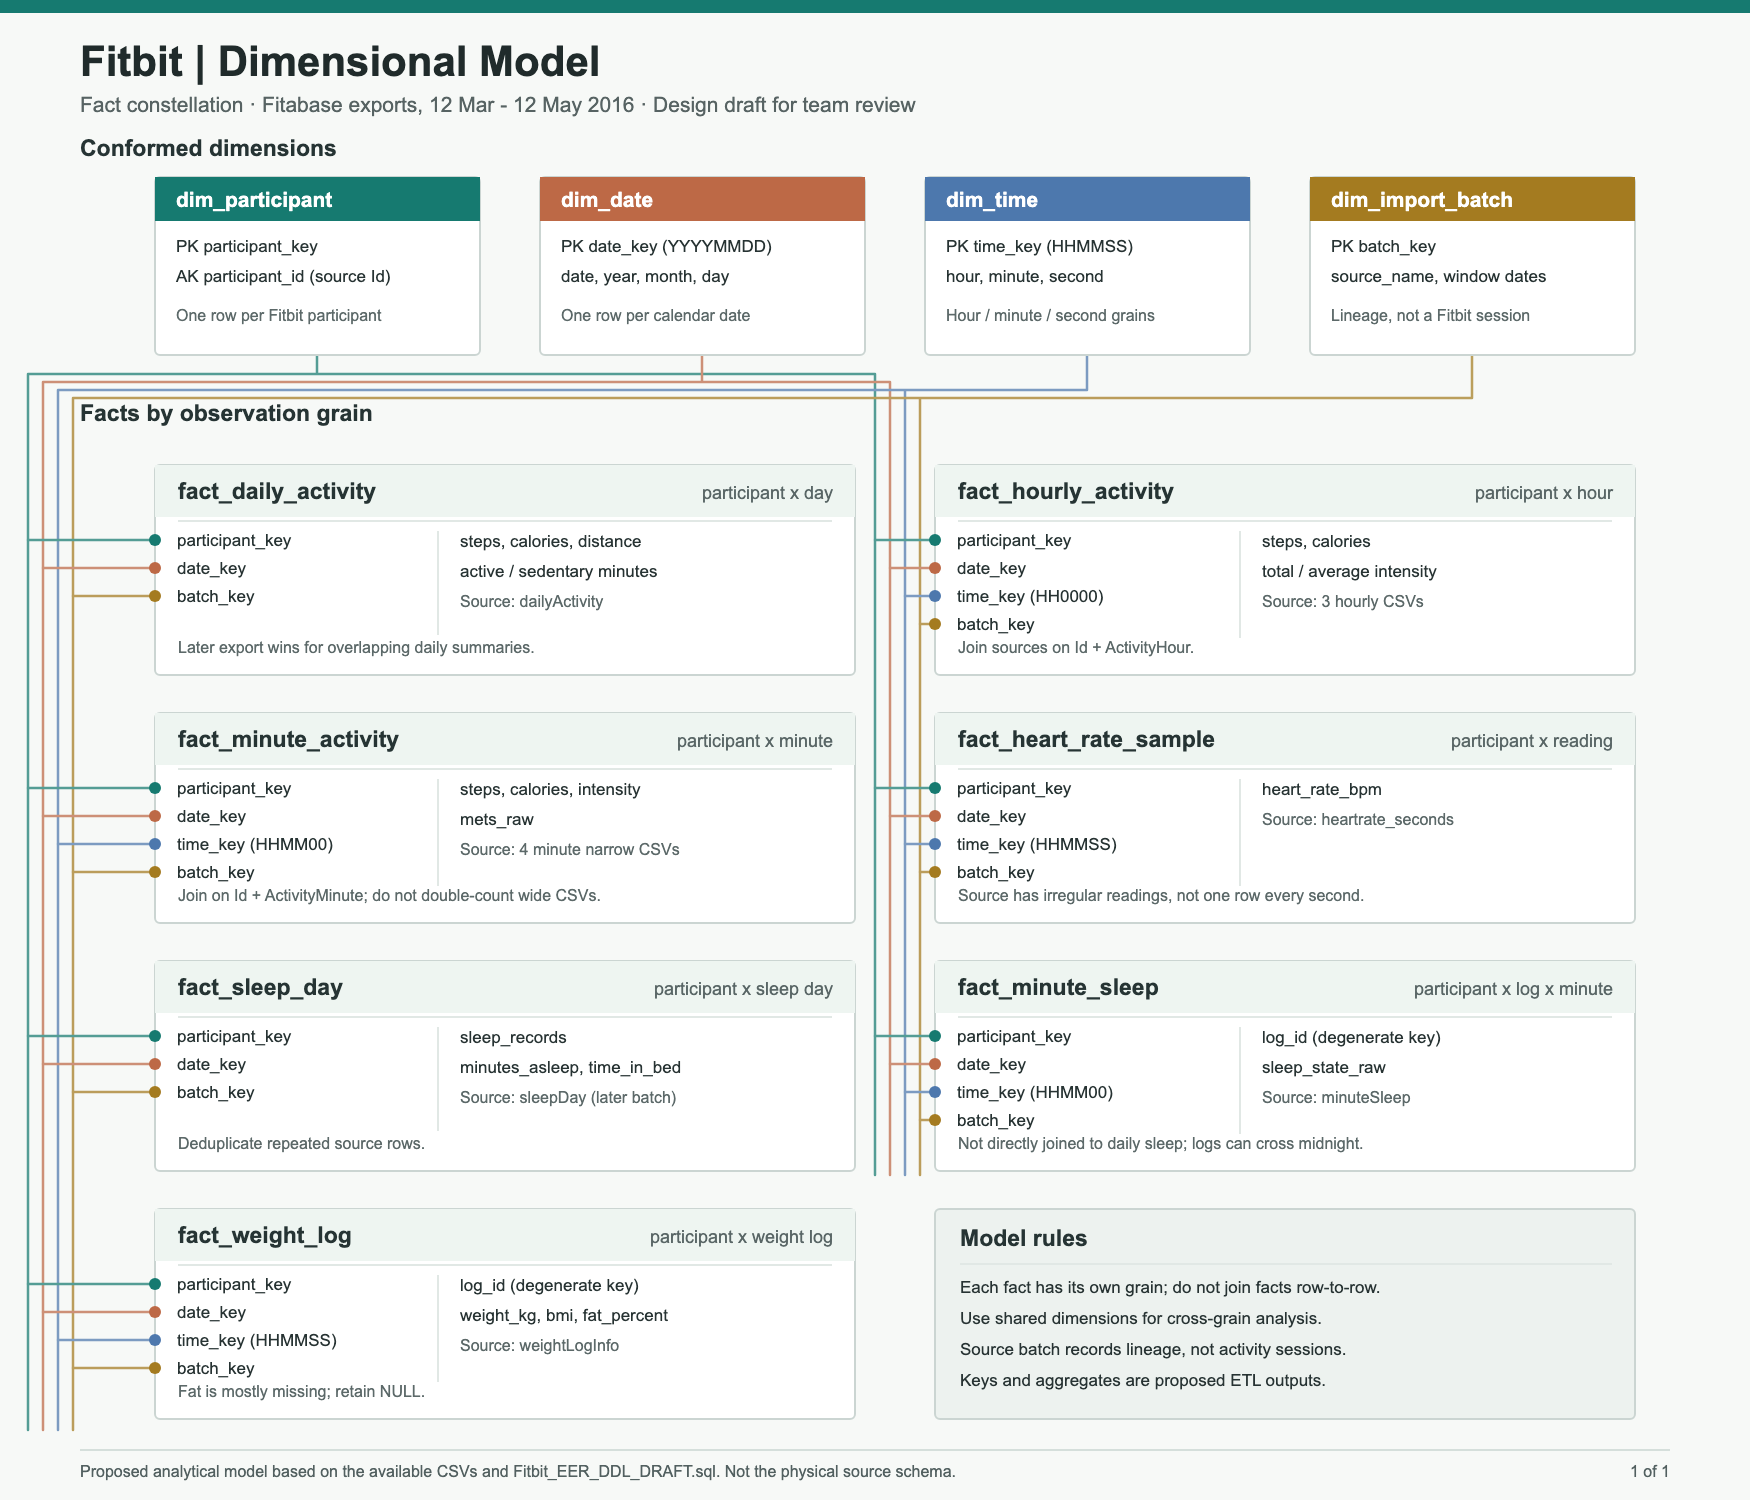 Fitbit | Dimensional Model
Fact constellation · Fitabase exports, 12 Mar - 12 May 2016 · Design draft for team review
Conformed dimensions
dim_participant
PK participant_key
AK participant_id (source Id)
One row per Fitbit participant
dim_date
PK date_key (YYYYMMDD)
date, year, month, day
One row per calendar date
dim_time
PK time_key (HHMMSS)
hour, minute, second
Hour / minute / second grains
dim_import_batch
PK batch_key
source_name, window dates
Lineage, not a Fitbit session
Facts by observation grain
fact_daily_activity
participant x day
participant_key
date_key
batch_key
steps, calories, distance
active / sedentary minutes
Source: dailyActivity
Later export wins for overlapping daily summaries.
fact_hourly_activity
participant x hour
participant_key
date_key
time_key (HH0000)
batch_key
steps, calories
total / average intensity
Source: 3 hourly CSVs
Join sources on Id + ActivityHour.
fact_minute_activity
participant x minute
participant_key
date_key
time_key (HHMM00)
batch_key
steps, calories, intensity
mets_raw
Source: 4 minute narrow CSVs
Join on Id + ActivityMinute; do not double-count wide CSVs.
fact_heart_rate_sample
participant x reading
participant_key
date_key
time_key (HHMMSS)
batch_key
heart_rate_bpm
Source: heartrate_seconds
Source has irregular readings, not one row every second.
fact_sleep_day
participant x sleep day
participant_key
date_key
batch_key
sleep_records
minutes_asleep, time_in_bed
Source: sleepDay (later batch)
Deduplicate repeated source rows.
fact_minute_sleep
participant x log x minute
participant_key
date_key
time_key (HHMM00)
batch_key
log_id (degenerate key)
sleep_state_raw
Source: minuteSleep
Not directly joined to daily sleep; logs can cross midnight.
fact_weight_log
participant x weight log
participant_key
date_key
time_key (HHMMSS)
batch_key
log_id (degenerate key)
weight_kg, bmi, fat_percent
Source: weightLogInfo
Fat is mostly missing; retain NULL.
Model rules
Each fact has its own grain; do not join facts row-to-row.
Use shared dimensions for cross-grain analysis.
Source batch records lineage, not activity sessions.
Keys and aggregates are proposed ETL outputs.
Proposed analytical model based on the available CSVs and Fitbit_EER_DDL_DRAFT.sql. Not the physical source schema.
1 of 1